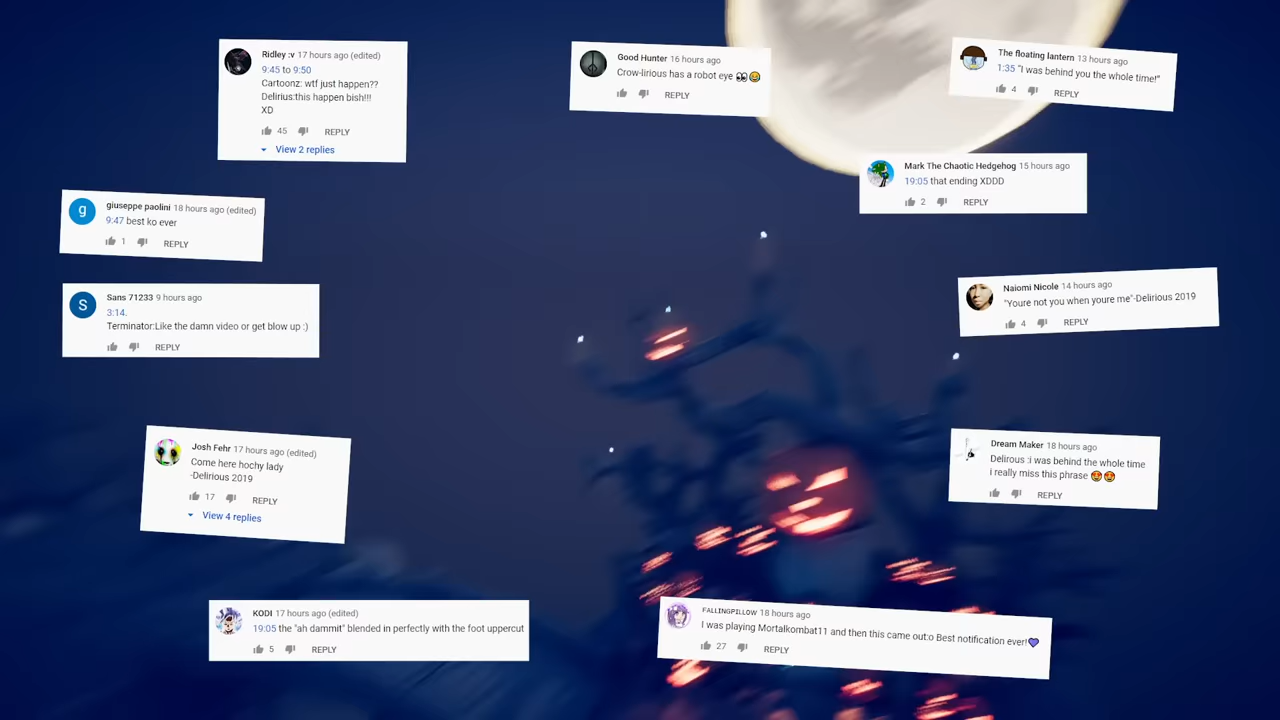 Ridley :v 17 hours ago (edited)
9:45 to 9:50
Cartoonz: wtf just happen??
Delirius:this happen bish!!!
XD
45 REPLY
View 2 replies
Good Hunter 16 hours ago
Crow-lirious has a robot eye 👀😂
REPLY
The floating lantern 13 hours ago
1:35 "I was behind you the whole time!"
4 REPLY
Mark The Chaotic Hedgehog 15 hours ago
19:05 that ending XDDD
2 REPLY
g
giuseppe paolini 18 hours ago (edited)
9:47 best ko ever
1 REPLY
S
Sans 71233 9 hours ago
3:14.
Terminator:Like the damn video or get blow up :)
REPLY
Naiomi Nicole 14 hours ago
"Youre not you when youre me"-Delirious 2019
4 REPLY
Josh Fehr 17 hours ago (edited)
Come here hochy lady
-Delirious 2019
17 REPLY
View 4 replies
Dream Maker 18 hours ago
Delirous :i was behind the whole time
i really miss this phrase 😍😍
REPLY
KODI 17 hours ago (edited)
19:05 the "ah dammit" blended in perfectly with the foot uppercut
5 REPLY
FALLINGPILLOW 18 hours ago
I was playing Mortalkombat11 and then this came out:o Best notification ever!💜
27 REPLY